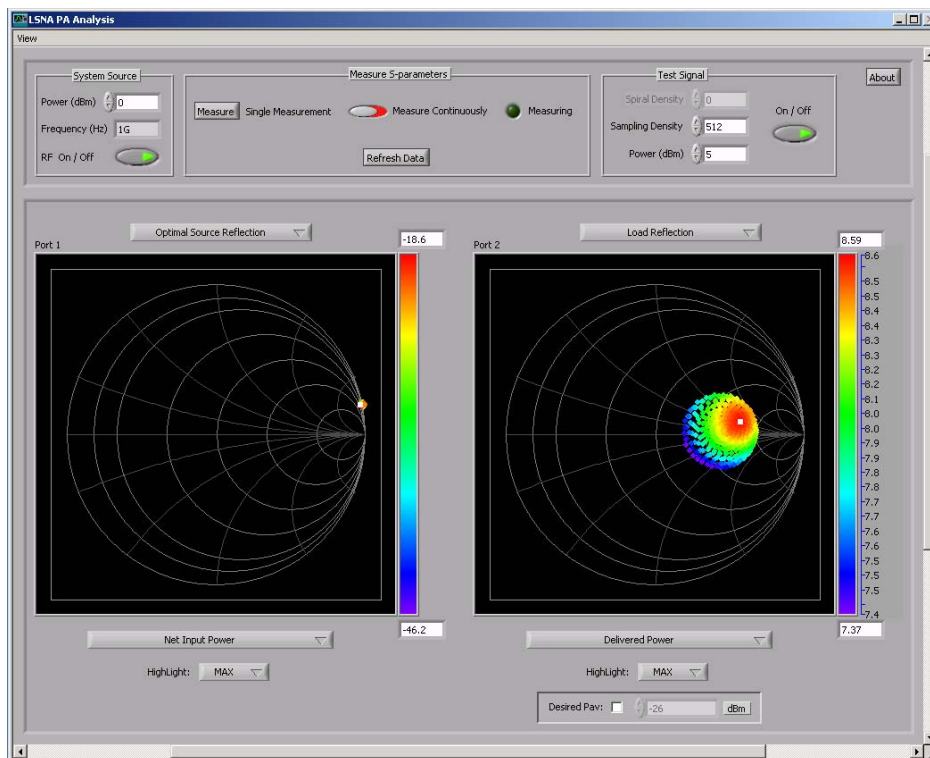 LSNA PA Analysis
View
System Source
Power (dBm) 0
Frequency (Hz) 1G
RF On / Off
Measure S-parameters
Measure Single Measurement Measure Continuously Measuring
Refresh Data
Test Signal
Spiral Density 0
Sampling Density 512
Power (dBm) 5
On / Off
About
Optimal Source Reflection
Port 1
-18.6
-46.2
Net Input Power
HighLight: MAX
Load Reflection
Port 2
8.59
8.6
8.5
8.5
8.4
8.4
8.3
8.3
8.2
8.2
8.1
8.0
8.0
7.9
7.9
7.8
7.8
7.7
7.7
7.6
7.6
7.5
7.5
7.5
7.4
7.37
Delivered Power
HighLight: MAX
Desired Pav: -26 dBm